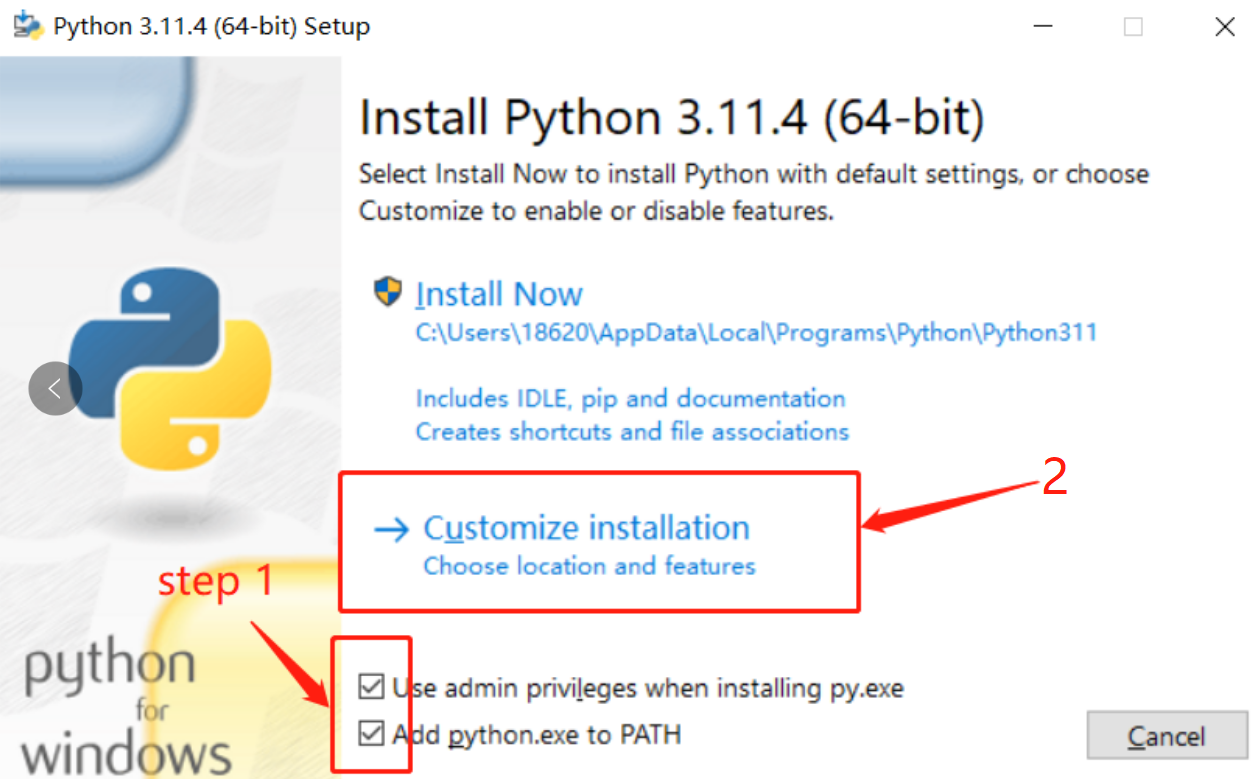 Python 3.11.4 (64-bit) Setup
Install Python 3.11.4 (64-bit)
Select Install Now to install Python with default settings, or choose
Customize to enable or disable features.
Install Now
C:\Users\18620\AppData\Local\Programs\Python\Python311
Includes IDLE, pip and documentation
Creates shortcuts and file associations
2
Customize installation
Choose location and features
step 1
Use admin privileges when installing py.exe
Add python.exe to PATH
python
for
windows
Cancel